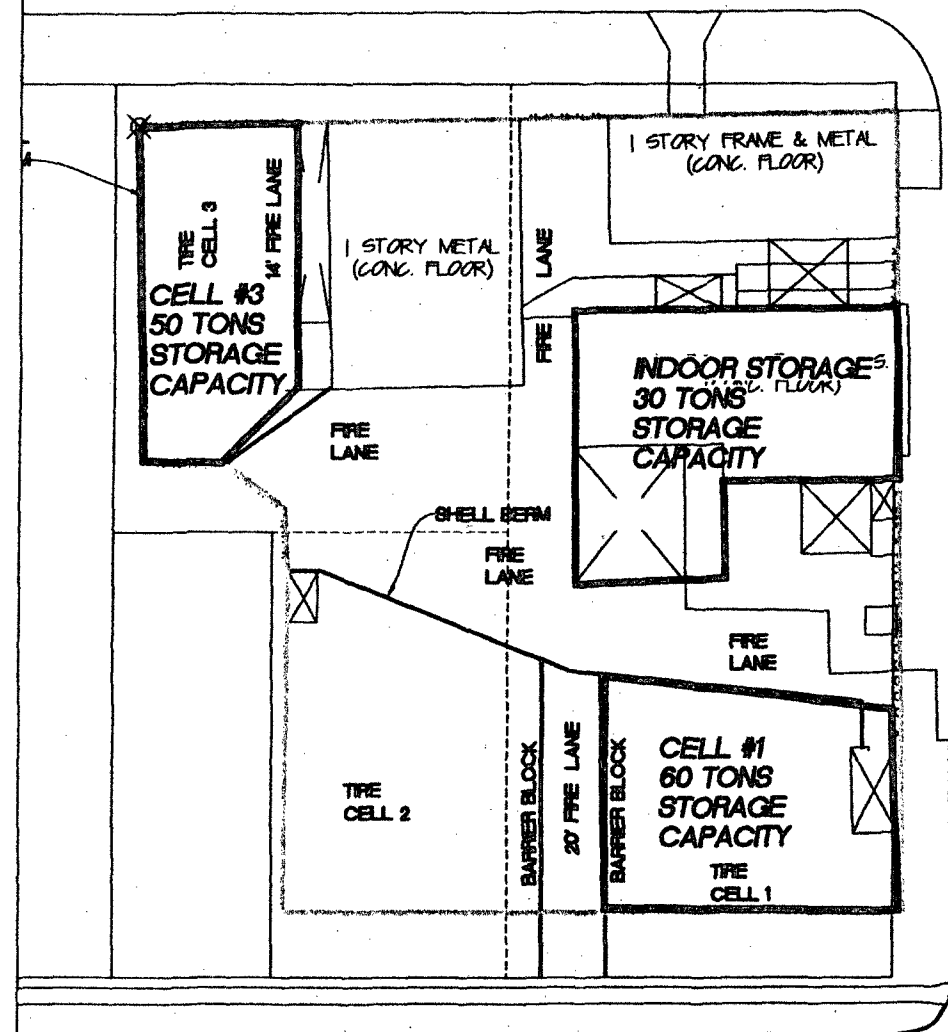 1 STORY FRAME & METAL
(CONC. FLOOR)
TIRE
CELL 3
14' FIRE LANE
CELL #3
50 TONS
STORAGE
CAPACITY
1 STORY METAL
(CONC. FLOOR)
FIRE LANE
INDOOR STORAGE S.
30 TONS
STORAGE
CAPACITY
FIRE
LANE
SHELL BERM
FIRE
LANE
FIRE
LANE
TIRE
CELL 2
BARRIER BLOCK
20' FIRE LANE
BARRIER BLOCK
CELL #1
60 TONS
STORAGE
CAPACITY
TIRE
CELL 1